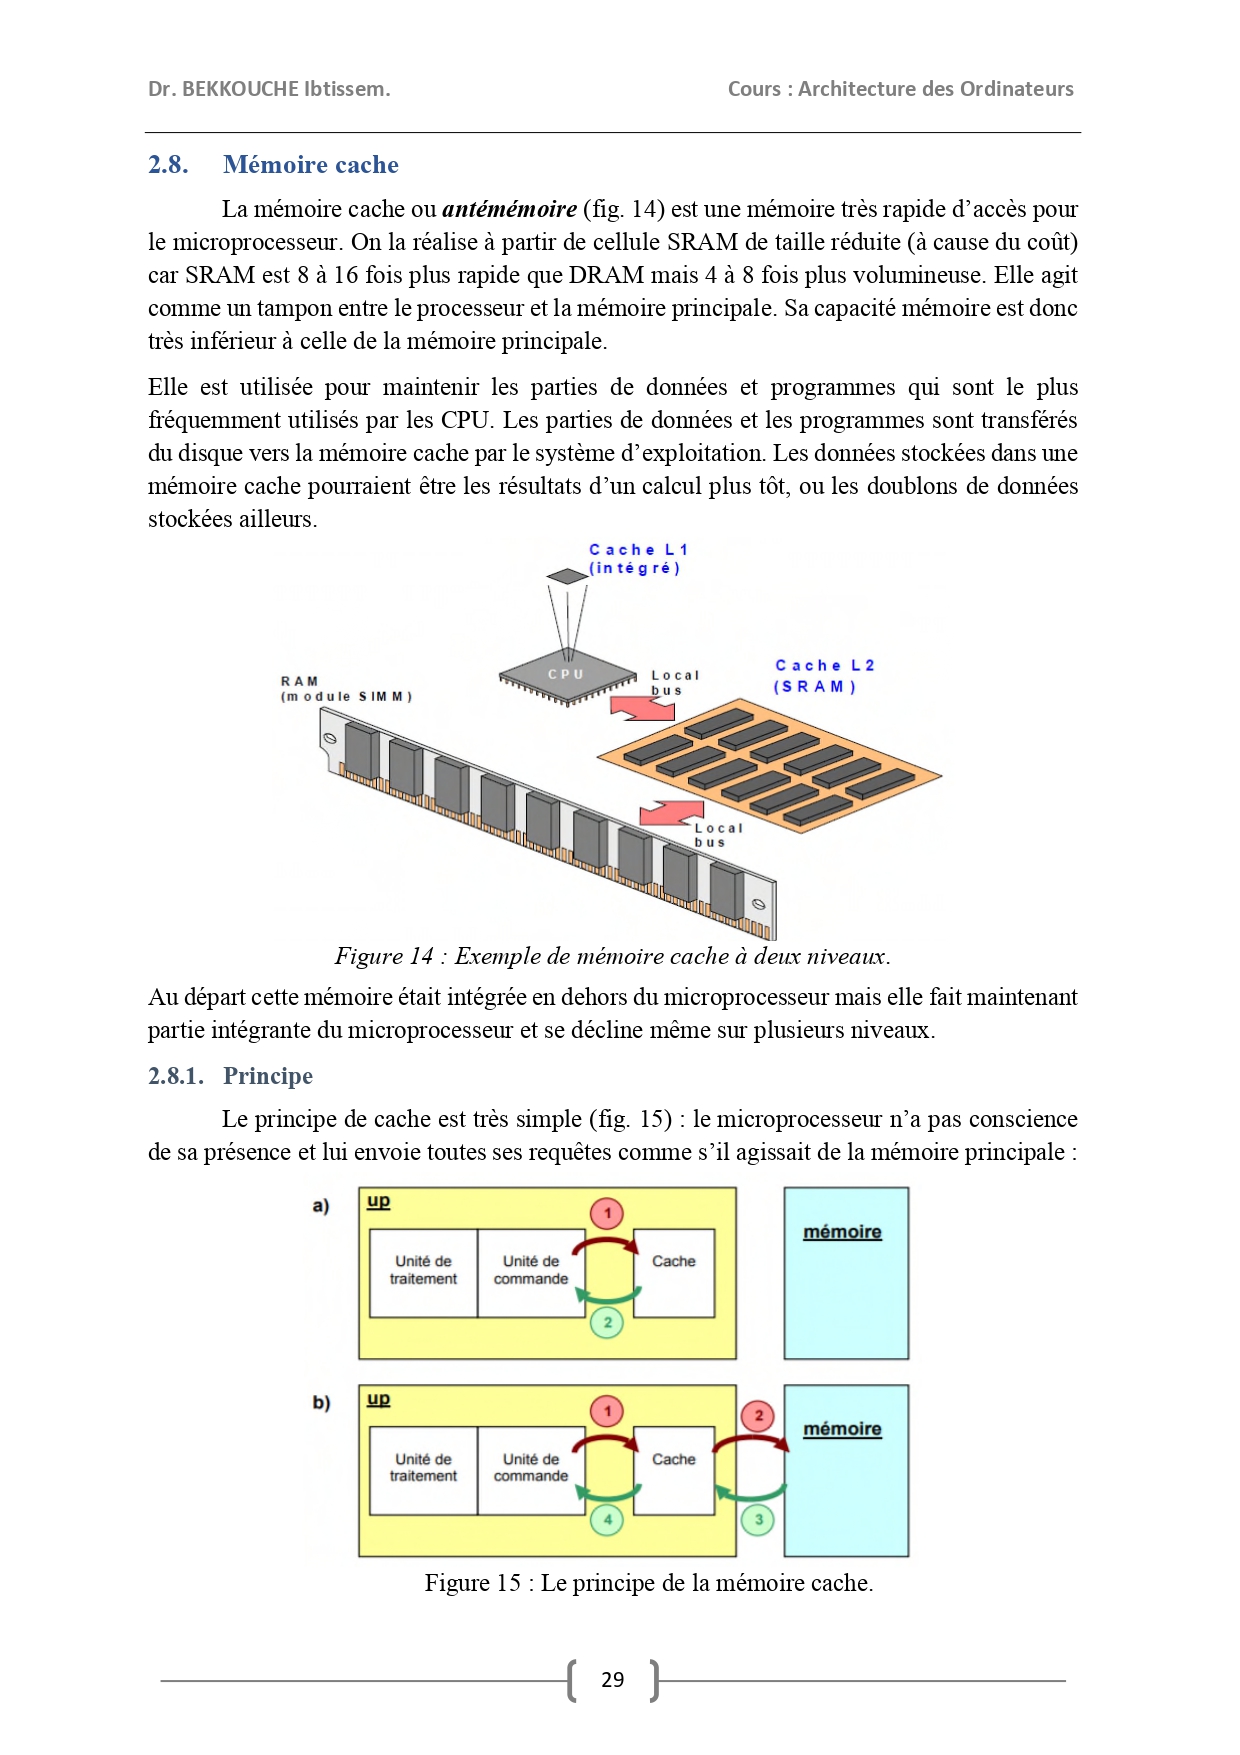 Dr. BEKKOUCHE Ibtissem. Cours : Architecture des Ordinateurs
2.8. Mémoire cache
La mémoire cache ou antémémoire (fig. 14) est une mémoire très rapide d’accès pour
le microprocesseur. On la réalise à partir de cellule SRAM de taille réduite (à cause du coût)
car SRAM est 8 à 16 fois plus rapide que DRAM mais 4 à 8 fois plus volumineuse. Elle agit
comme un tampon entre le processeur et la mémoire principale. Sa capacité mémoire est donc
très inférieur à celle de la mémoire principale.
Elle est utilisée pour maintenir les parties de données et programmes qui sont le plus
fréquemment utilisés par les CPU. Les parties de données et les programmes sont transférés
du disque vers la mémoire cache par le système d’exploitation. Les données stockées dans une
mémoire cache pourraient être les résultats d’un calcul plus tôt, ou les doublons de données
stockées ailleurs.
Cache L1
(intégré)
CPU
Local
bus
Cache L2
(SRAM)
RAM
(module SIMM)
Local
bus
Figure 14 : Exemple de mémoire cache à deux niveaux.
Au départ cette mémoire était intégrée en dehors du microprocesseur mais elle fait maintenant
partie intégrante du microprocesseur et se décline même sur plusieurs niveaux.
2.8.1. Principe
Le principe de cache est très simple (fig. 15) : le microprocesseur n’a pas conscience
de sa présence et lui envoie toutes ses requêtes comme s’il agissait de la mémoire principale :
a)
up
1
mémoire
Unité de
traitement
Unité de
commande
Cache
2
b)
up
1
2
mémoire
Unité de
traitement
Unité de
commande
Cache
4
3
Figure 15 : Le principe de la mémoire cache.
29